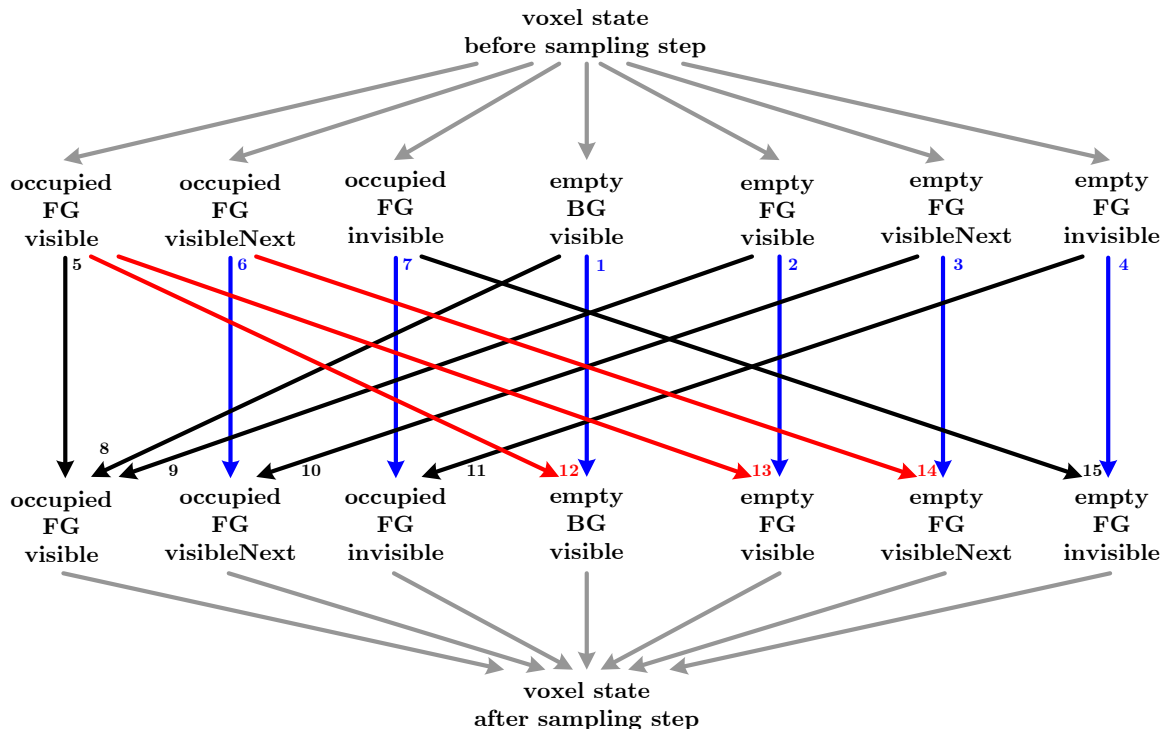 voxel state
before sampling step
occupied
FG
visible
occupied
FG
visibleNext
occupied
FG
invisible
empty
BG
visible
empty
FG
visible
empty
FG
visibleNext
empty
FG
invisible
5
6
7
1
2
3
4
8
9
10
11
12
13
14
15
occupied
FG
visible
occupied
FG
visibleNext
occupied
FG
invisible
empty
BG
visible
empty
FG
visible
empty
FG
visibleNext
empty
FG
invisible
voxel state
after sampling step